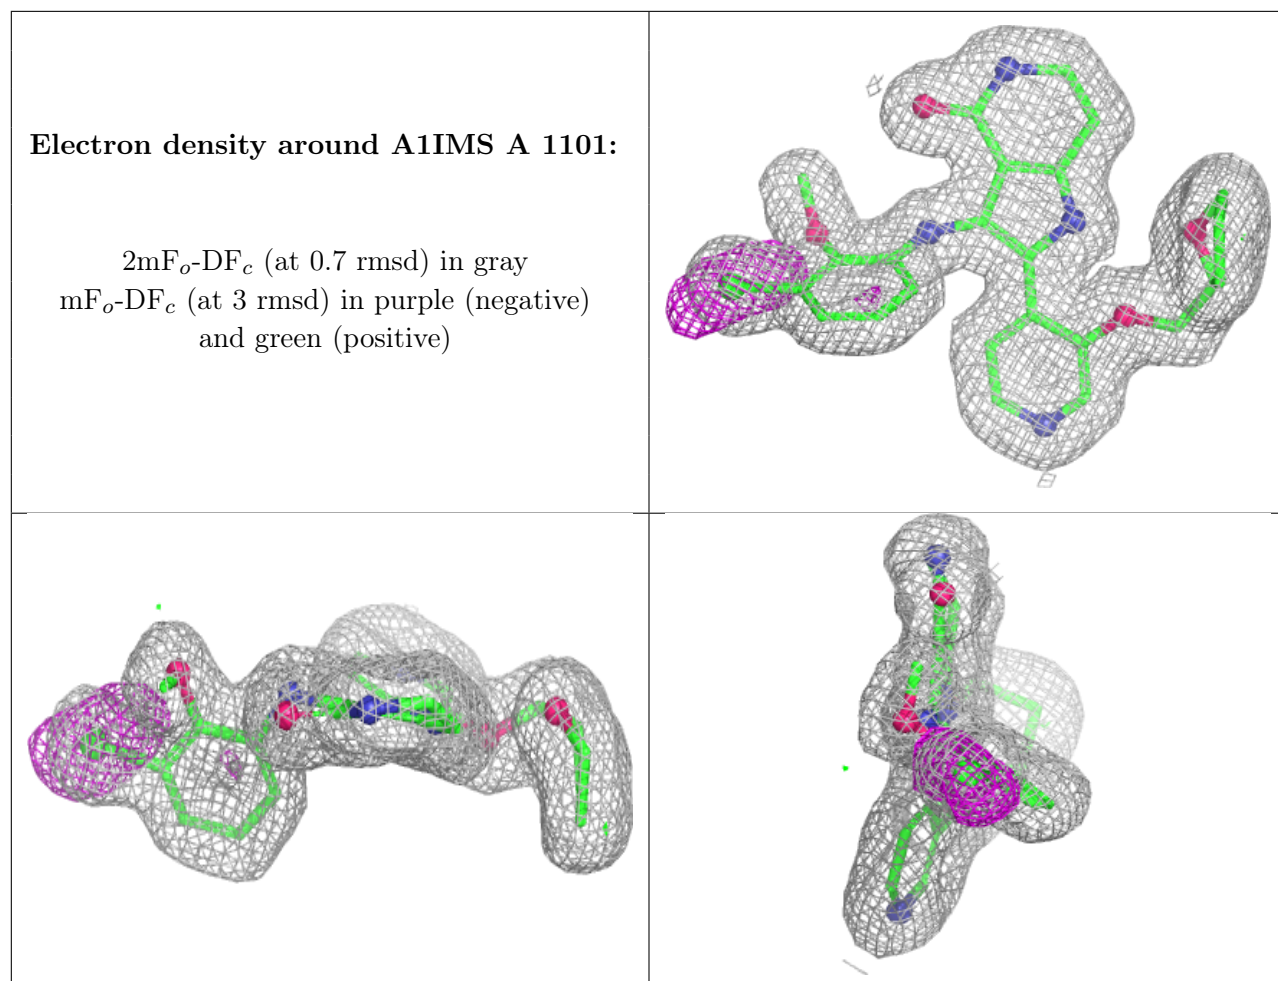 Electron density around A1IMS A 1101:
2mFo-DFc (at 0.7 rmsd) in gray
mFo-DFc (at 3 rmsd) in purple (negative)
and green (positive)